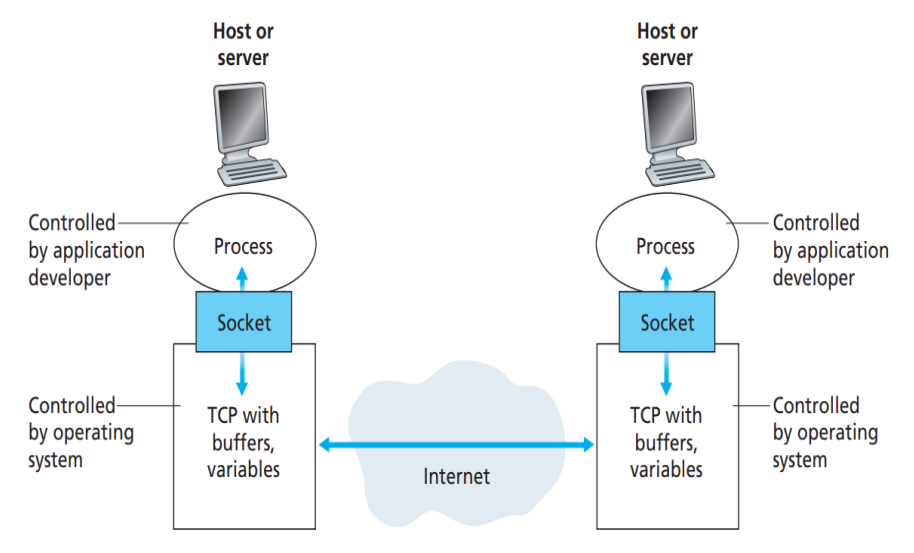 Host or
server
Host or
server
Controlled
by application
developer
Process
Process
Controlled
by application
developer
Socket
Socket
Controlled
by operating
system
TCP with
buffers,
variables
Internet
TCP with
buffers,
variables
Controlled
by operating
system